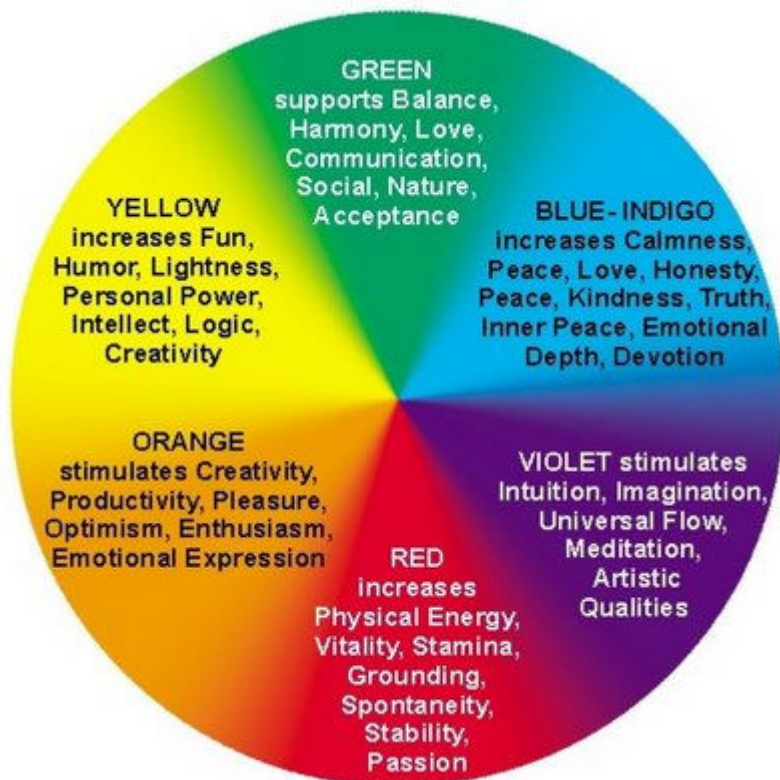 GREEN
supports Balance,
Harmony, Love,
Communication,
Social, Nature,
Acceptance
BLUE-INDIGO
increases Calmness,
Peace, Love, Honesty,
Peace, Kindness, Truth,
Inner Peace, Emotional
Depth, Devotion
VIOLET stimulates
Intuition, Imagination,
Universal Flow,
Meditation,
Artistic
Qualities
RED
increases
Physical Energy,
Vitality, Stamina,
Grounding,
Spontaneity,
Stability,
Passion
ORANGE
stimulates Creativity,
Productivity, Pleasure,
Optimism, Enthusiasm,
Emotional Expression
YELLOW
increases Fun,
Humor, Lightness,
Personal Power,
Intellect, Logic,
Creativity